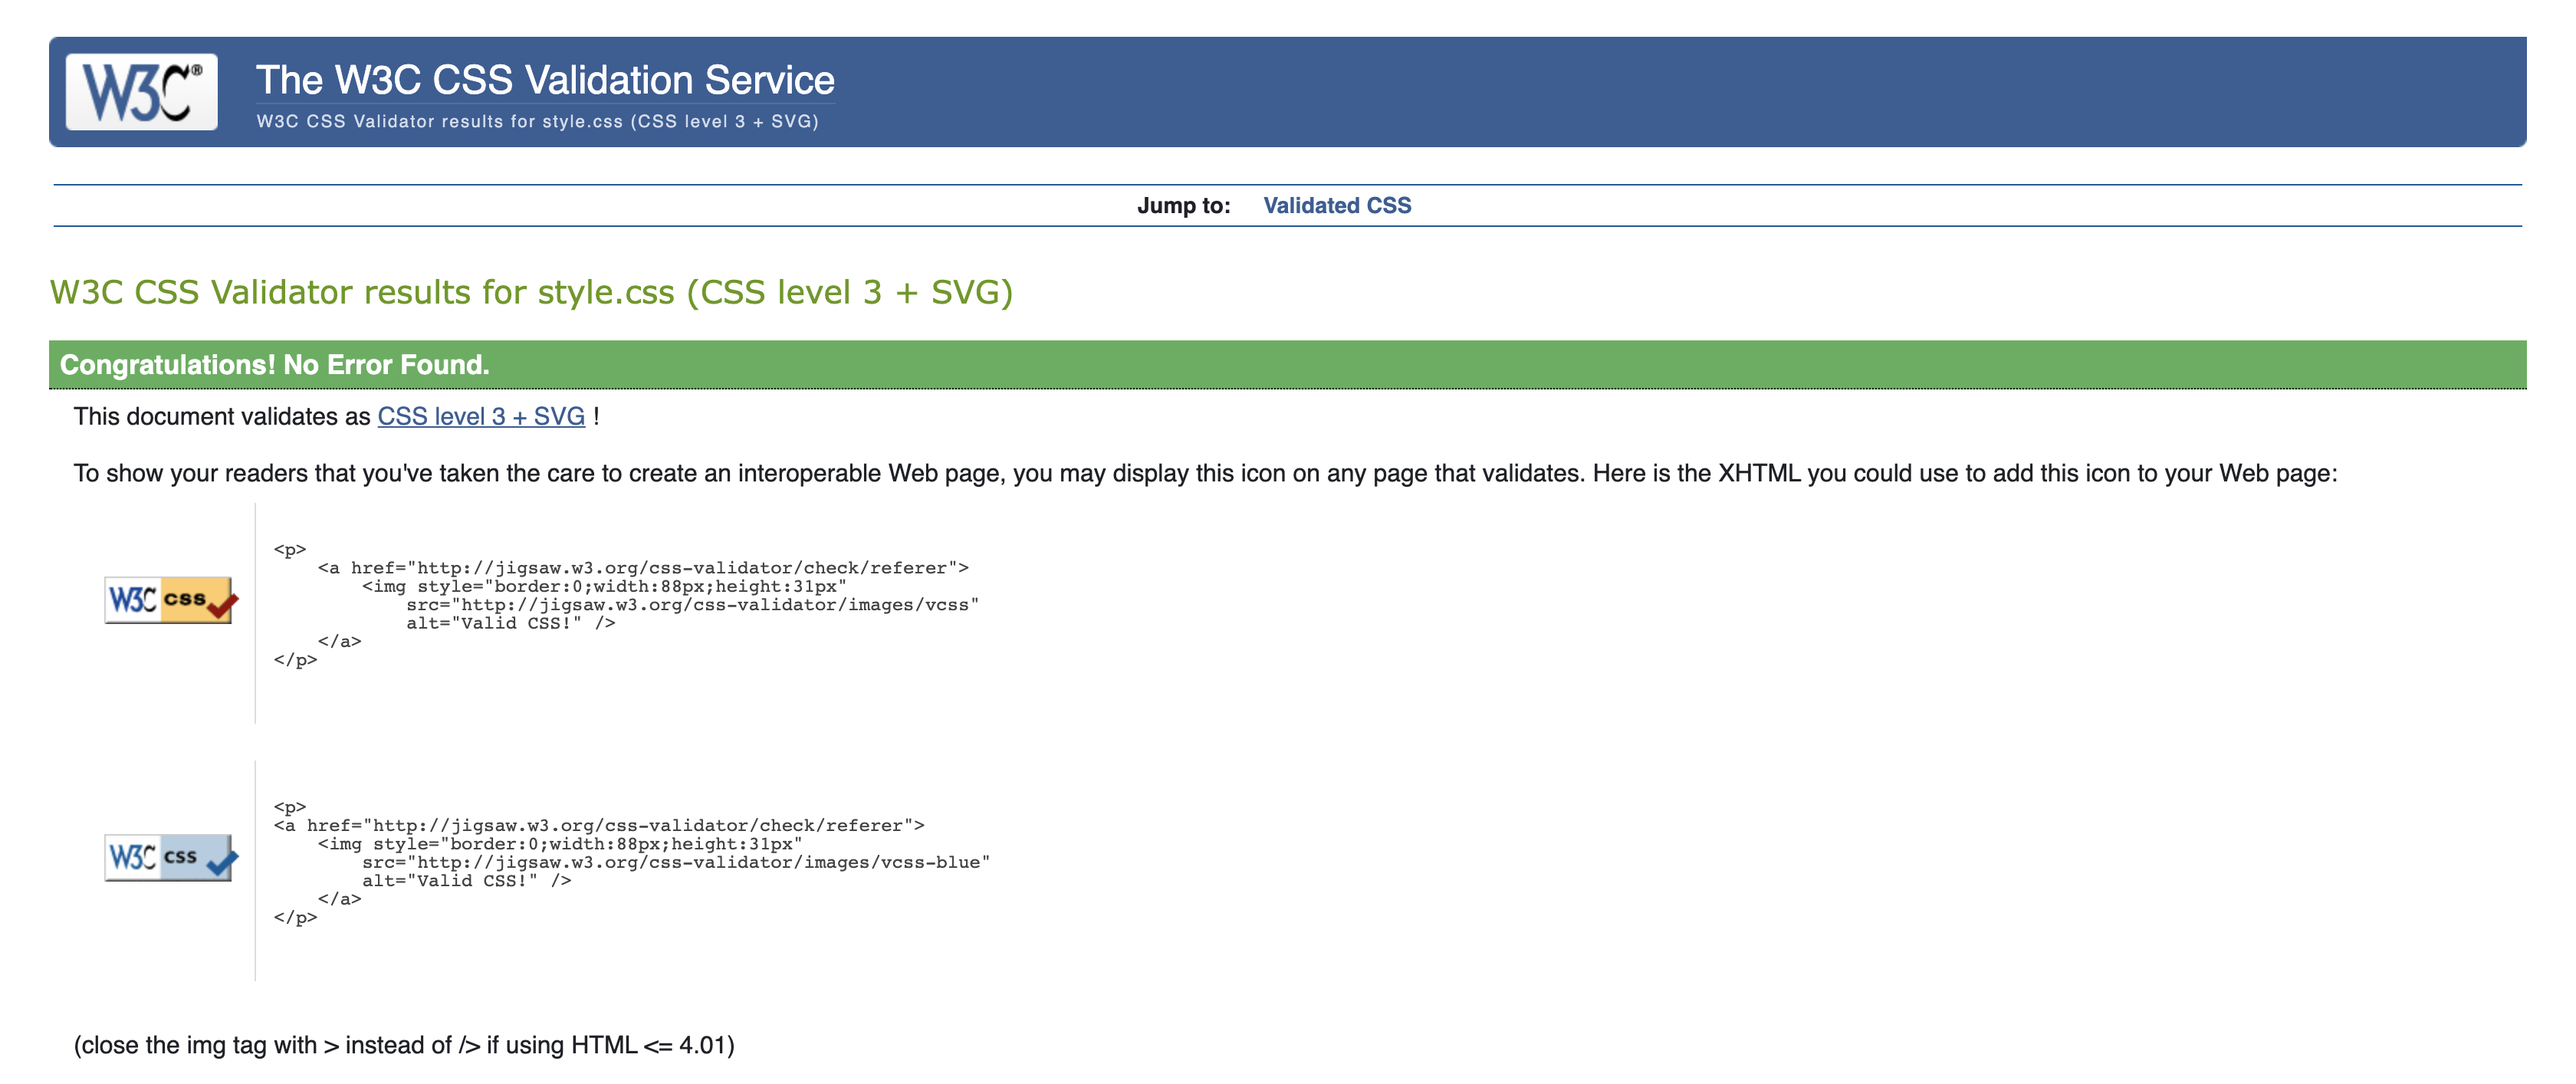 W3C®
The W3C CSS Validation Service
W3C CSS Validator results for style.css (CSS level 3 + SVG)
Jump to: Validated CSS
W3C CSS Validator results for style.css (CSS level 3 + SVG)
Congratulations! No Error Found.
This document validates as CSS level 3 + SVG !
To show your readers that you've taken the care to create an interoperable Web page, you may display this icon on any page that validates. Here is the XHTML you could use to add this icon to your Web page:
W3C css
<p>
    <a href="http://jigsaw.w3.org/css-validator/check/referer">
        <img style="border:0;width:88px;height:31px"
            src="http://jigsaw.w3.org/css-validator/images/vcss"
            alt="Valid CSS!" />
    </a>
</p>
W3C css
<p>
<a href="http://jigsaw.w3.org/css-validator/check/referer">
    <img style="border:0;width:88px;height:31px"
        src="http://jigsaw.w3.org/css-validator/images/vcss-blue"
        alt="Valid CSS!" />
    </a>
</p>
(close the img tag with > instead of /> if using HTML <= 4.01)